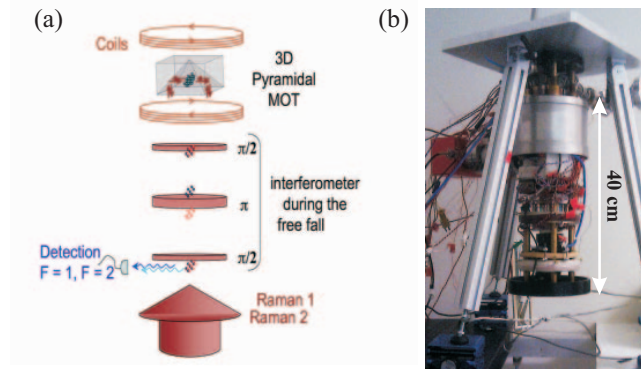 (a)
Coils
3D
Pyramidal
MOT
π/2
π
interferometer
during the
free fall
π/2
Detection
F = 1, F = 2
Raman 1
Raman 2
(b)
40 cm